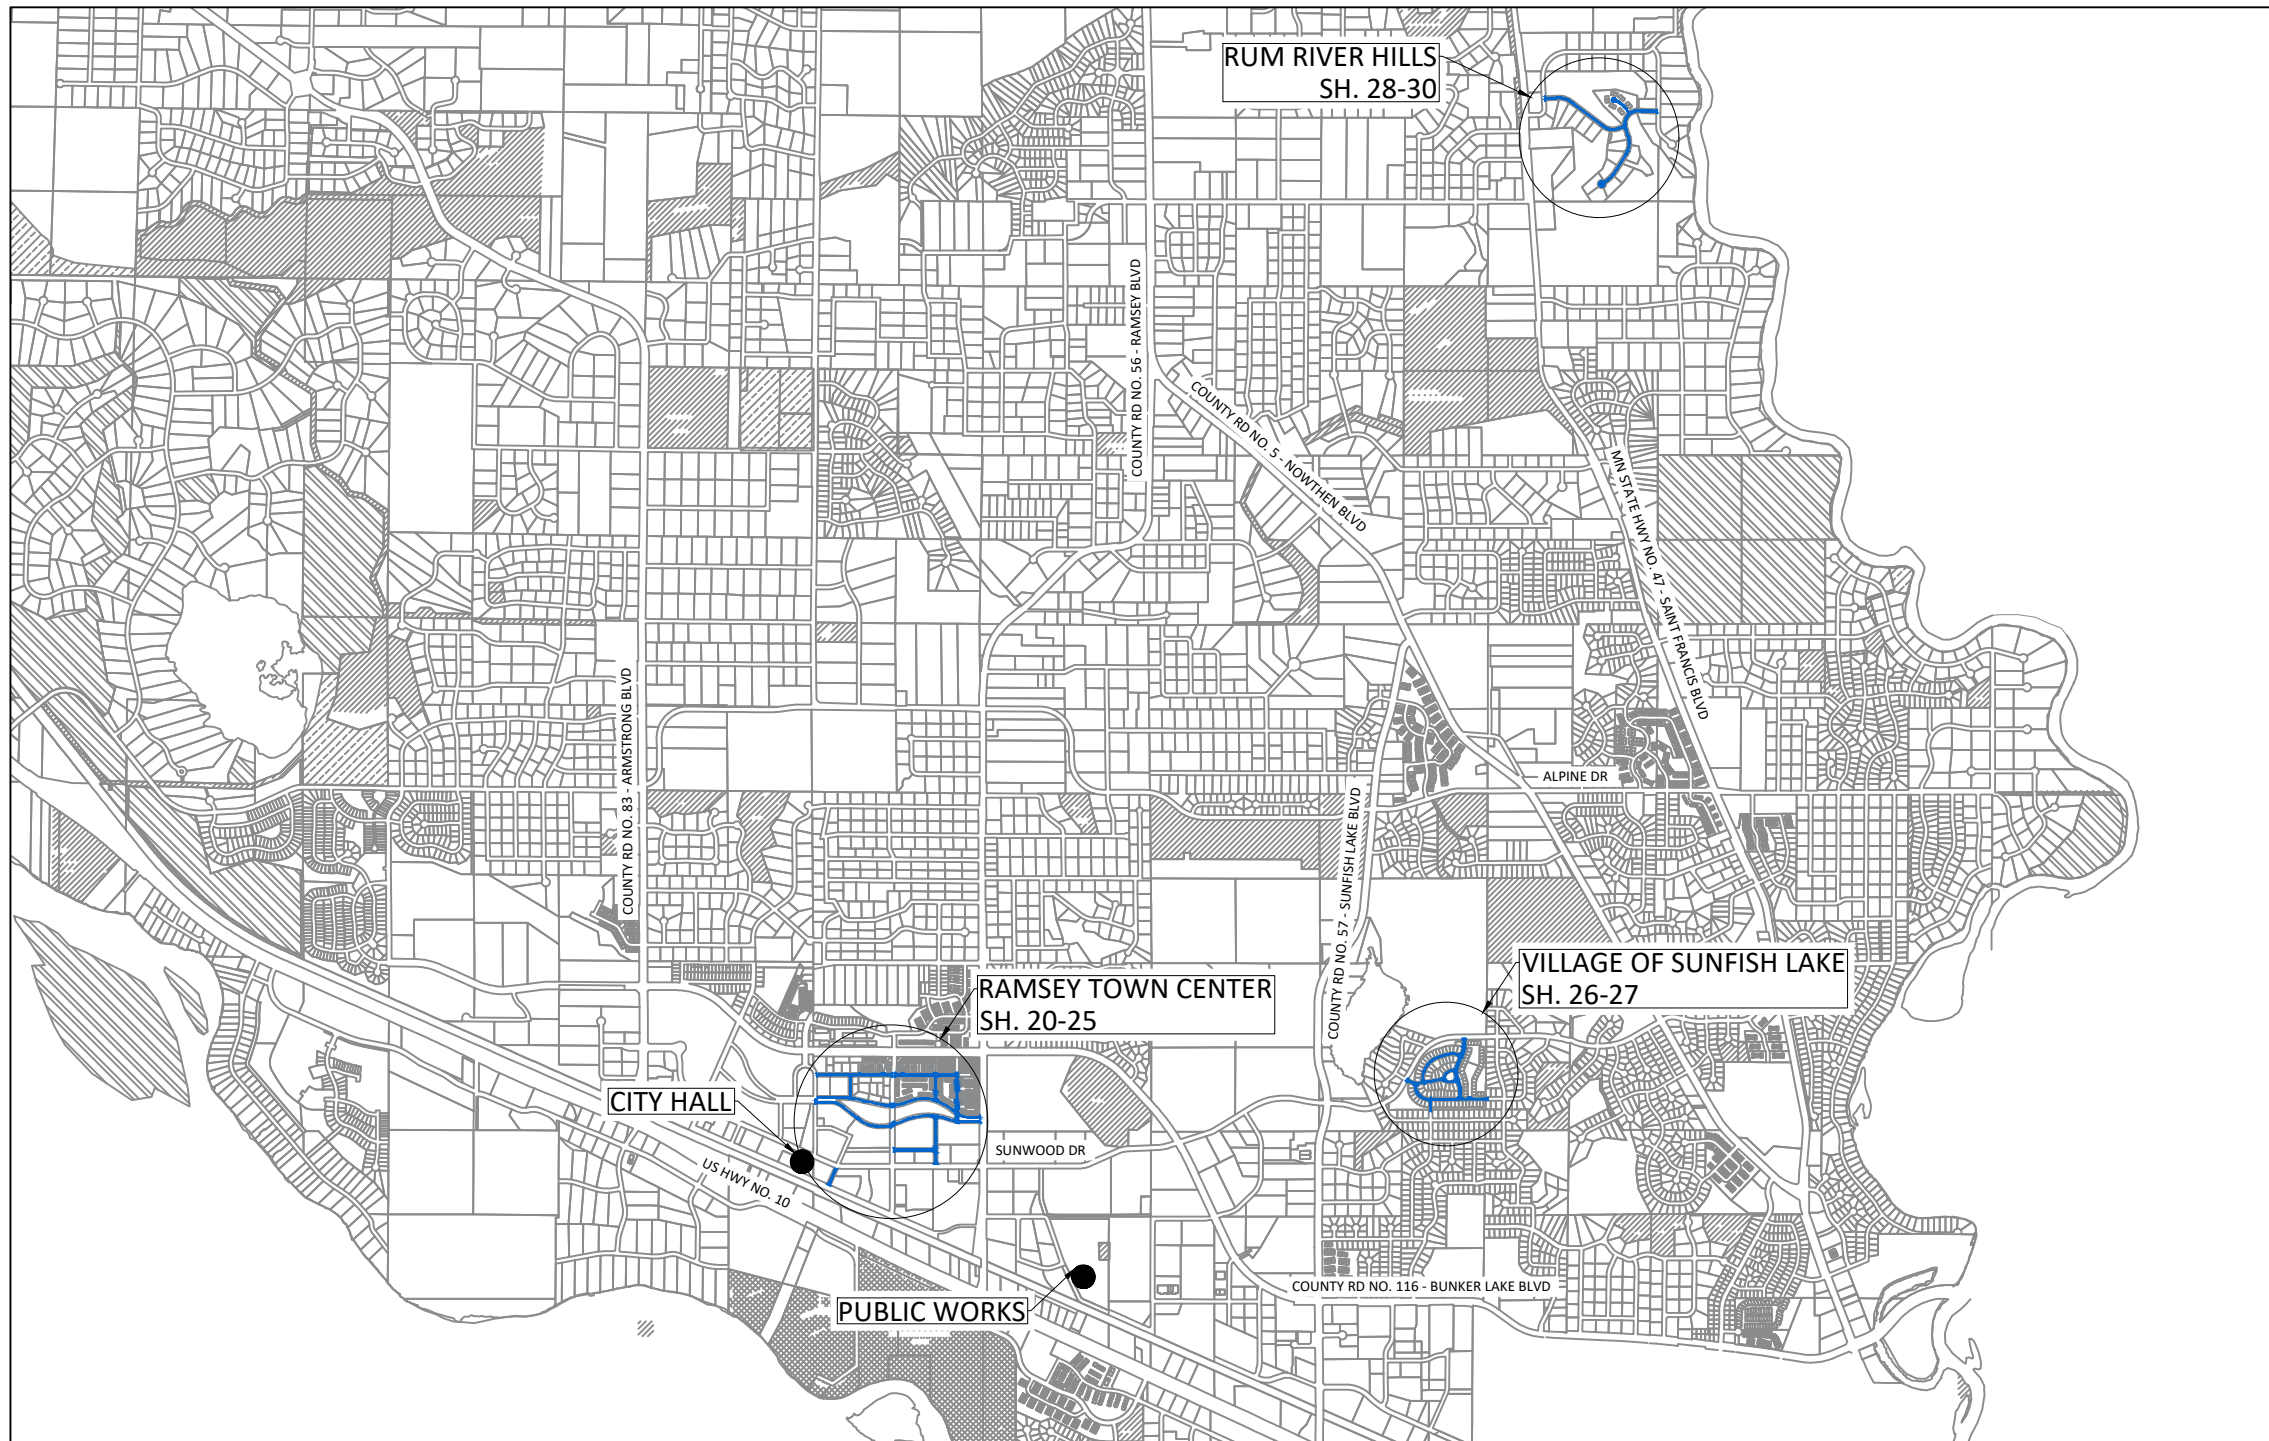 RUM RIVER HILLS
SH. 28-30
COUNTY RD NO. 56 - RAMSEY BLVD
COUNTY RD NO. 5 - NOWTHEN BLVD
MN STATE HWY NO. 47 - SAINT FRANCIS BLVD
COUNTY RD NO. 83 - ARMSTRONG BLVD
ALPINE DR
COUNTY RD NO. 57 - SUNFISH LAKE BLVD
VILLAGE OF SUNFISH LAKE
SH. 26-27
RAMSEY TOWN CENTER
SH. 20-25
CITY HALL
SUNWOOD DR
US HWY NO. 10
COUNTY RD NO. 116 - BUNKER LAKE BLVD
PUBLIC WORKS